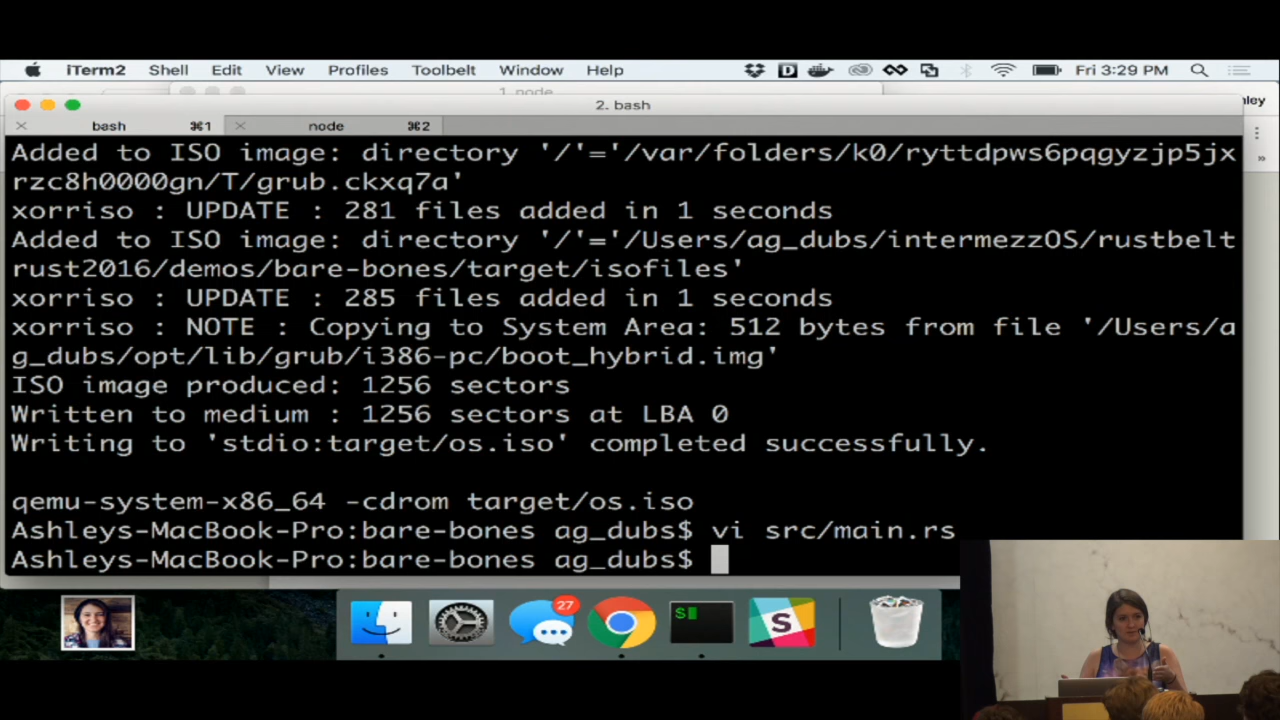 iTerm2 Shell Edit View Profiles Toolbelt Window Help Fri 3:29 PM
1. node
2. bash
ley
bash ⌘1 node ⌘2
Added to ISO image: directory '/'='/var/folders/k0/ryttdpws6pqgyzjp5jx
rzc8h0000gn/T/grub.ckxq7a'
xorriso : UPDATE : 281 files added in 1 seconds
Added to ISO image: directory '/'='/Users/ag_dubs/intermezzOS/rustbelt
rust2016/demos/bare-bones/target/isofiles'
xorriso : UPDATE : 285 files added in 1 seconds
xorriso : NOTE : Copying to System Area: 512 bytes from file '/Users/a
g_dubs/opt/lib/grub/i386-pc/boot_hybrid.img'
ISO image produced: 1256 sectors
Written to medium : 1256 sectors at LBA 0
Writing to 'stdio:target/os.iso' completed successfully.
qemu-system-x86_64 -cdrom target/os.iso
Ashleys-MacBook-Pro:bare-bones ag_dubs$ vi src/main.rs
Ashleys-MacBook-Pro:bare-bones ag_dubs$
27
S